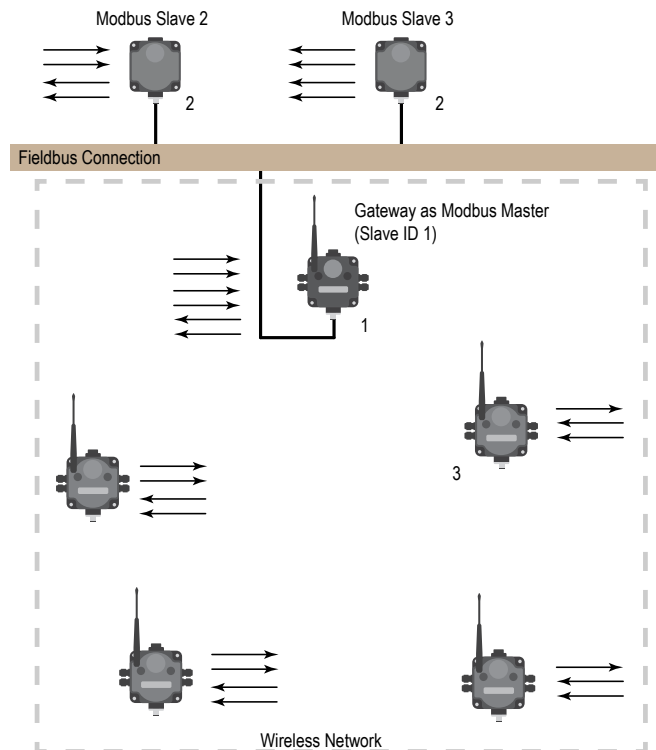 Modbus Slave 2
Modbus Slave 3
2
2
Fieldbus Connection
Gateway as Modbus Master
(Slave ID 1)
1
3
Wireless Network